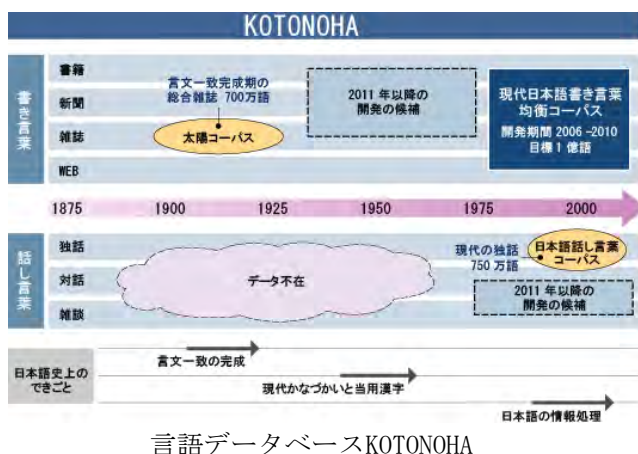 KOTONOHA
書き言葉
書籍
新聞
雑誌
WEB
言文一致完成期の
総合雑誌 700万語
太陽コーパス
2011 年以降の
開発の候補
現代日本語書き言葉
均衡コーパス
開発期間 2006 -2010
目標 1 億語
1875 1900 1925 1950 1975 2000
話し言葉
独話
対話
雑談
データ不在
現代の独話
750 万語
日本語話し言葉
コーパス
2011 年以降の
開発の候補
日本語史上の
できごと
言文一致の完成
現代かなづかいと当用漢字
日本語の情報処理
言語データベースKOTONOHA